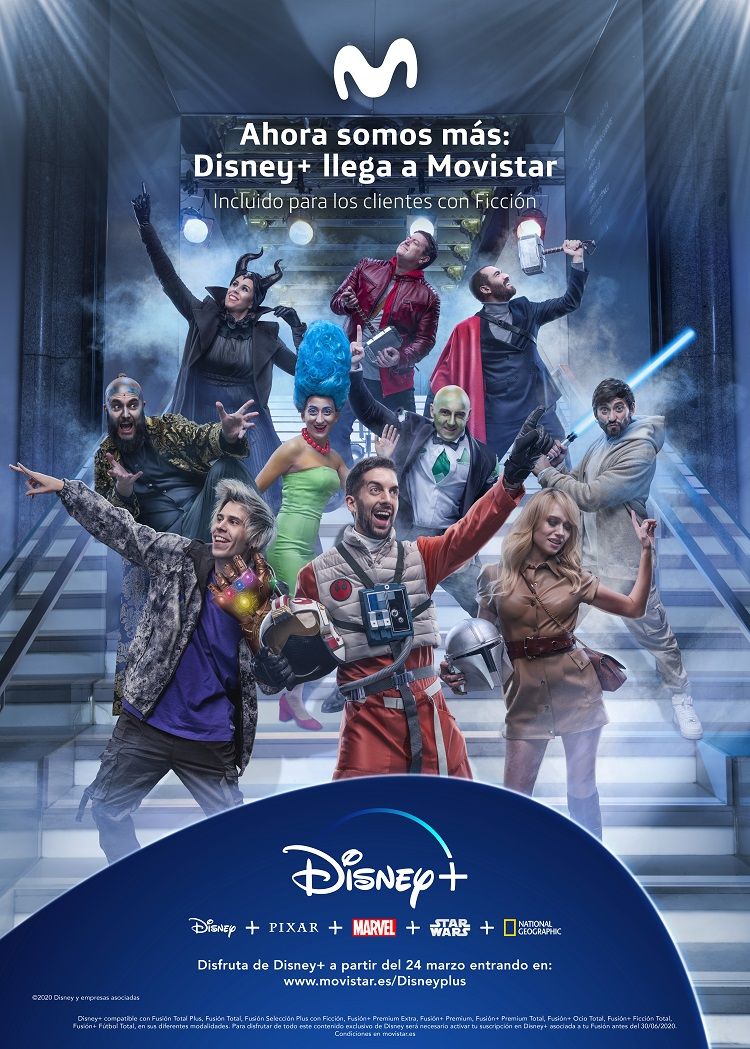 Ahora somos más:
Disney+ llega a Movistar
Incluido para los clientes con Ficción
Disney+
Disney + PIXAR + MARVEL + STAR WARS + NATIONAL GEOGRAPHIC
Disfruta de Disney+ a partir del 24 marzo entrando en:
www.movistar.es/Disneyplus
©2020 Disney y empresas asociadas
Disney+ compatible con Fusión Total Plus, Fusión Total, Fusión Selección Plus con Ficción, Fusión+ Premium Extra, Fusión+ Premium, Fusión+ Premium Total, Fusión+ Ocio Total, Fusión+ Ficción Total,
Fusión+ Fútbol Total, en sus diferentes modalidades. Para disfrutar de todo este contenido exclusivo de Disney será necesario activar tu suscripción en Disney+ asociada a tu Fusión antes del 30/06/2020.
Condiciones en movistar.es